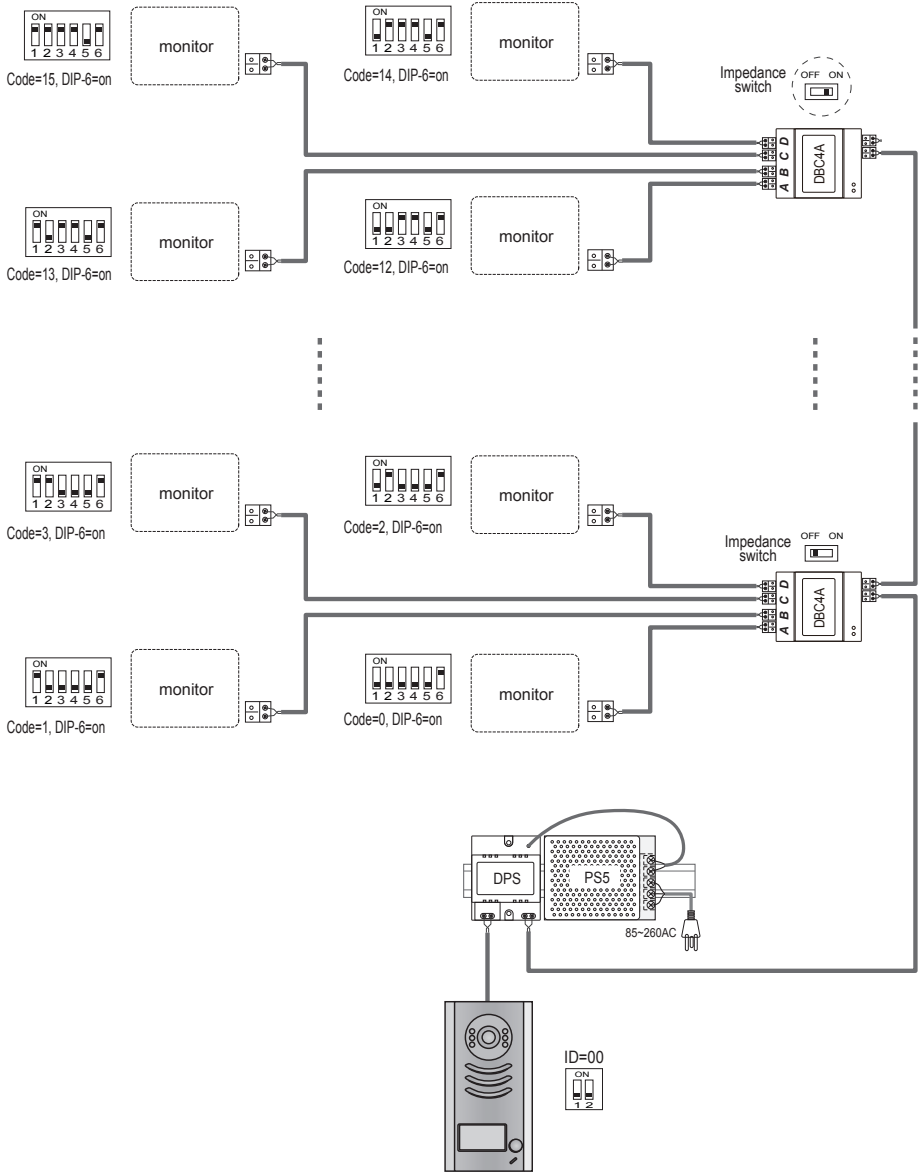 ON
1 2 3 4 5 6
Code=15, DIP-6=on
monitor
ON
1 2 3 4 5 6
Code=14, DIP-6=on
monitor
Impedance
switch
OFF ON
D
C
B
A
DBC4A
ON
1 2 3 4 5 6
Code=13, DIP-6=on
monitor
ON
1 2 3 4 5 6
Code=12, DIP-6=on
monitor
ON
1 2 3 4 5 6
Code=3, DIP-6=on
monitor
ON
1 2 3 4 5 6
Code=2, DIP-6=on
monitor
Impedance
switch
OFF ON
D
C
B
A
DBC4A
ON
1 2 3 4 5 6
Code=1, DIP-6=on
monitor
ON
1 2 3 4 5 6
Code=0, DIP-6=on
monitor
DPS
PS5
85~260AC
ID=00
ON
1 2